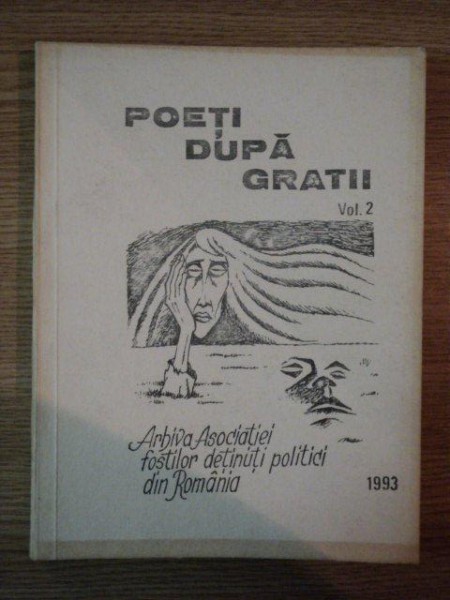 POEȚI
DUPĂ
GRATII
Vol. 2
Arhiva Asociației
foștilor deținuți politici
din România
1993